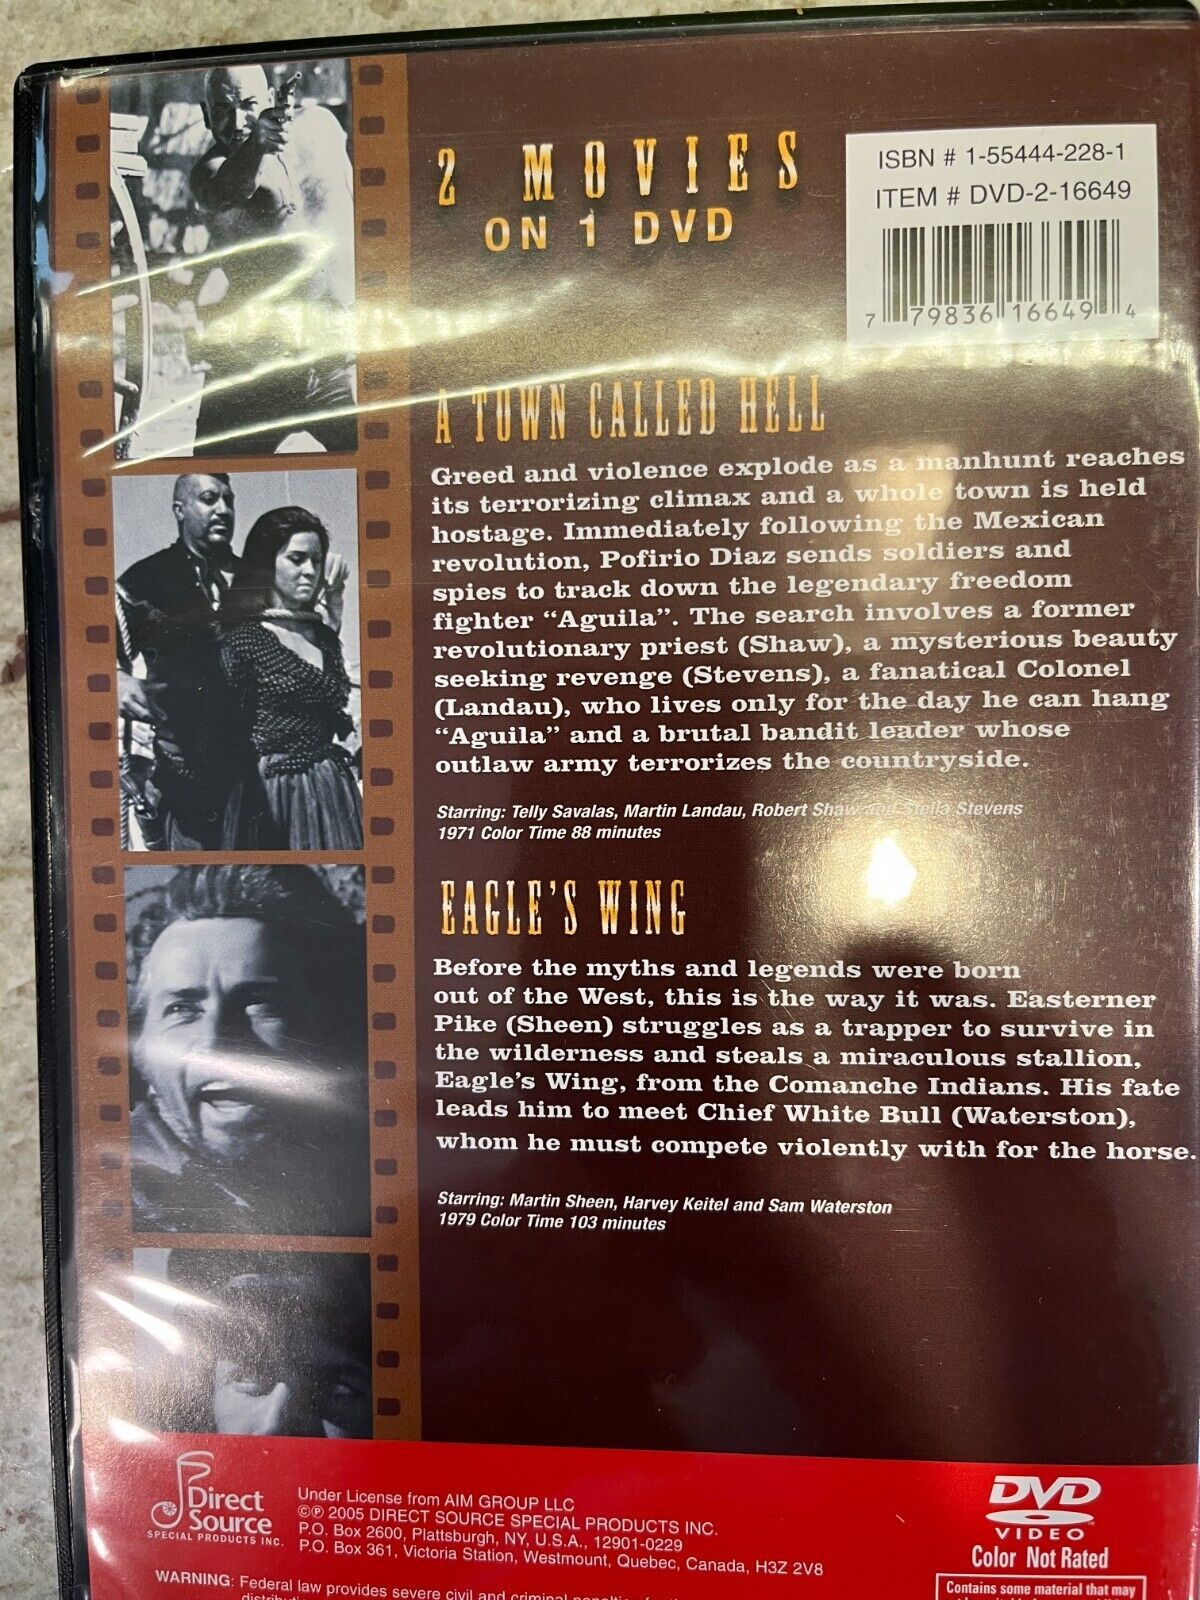 2 MOVIES
ON 1 DVD
ISBN # 1-55444-228-1
ITEM # DVD-2-16649
7 79836 16649 4
A TOWN CALLED HELL
Greed and violence explode as a manhunt reaches
its terrorizing climax and a whole town is held
hostage. Immediately following the Mexican
revolution, Pofirio Diaz sends soldiers and
spies to track down the legendary freedom
fighter “Aguila”. The search involves a former
revolutionary priest (Shaw), a mysterious beauty
seeking revenge (Stevens), a fanatical Colonel
(Landau), who lives only for the day he can hang
“Aguila” and a brutal bandit leader whose
outlaw army terrorizes the countryside.
Starring: Telly Savalas, Martin Landau, Robert Shaw and Stella Stevens
1971 Color Time 88 minutes
EAGLE'S WING
Before the myths and legends were born
out of the West, this is the way it was. Easterner
Pike (Sheen) struggles as a trapper to survive in
the wilderness and steals a miraculous stallion,
Eagle's Wing, from the Comanche Indians. His fate
leads him to meet Chief White Bull (Waterston),
whom he must compete violently with for the horse.
Starring: Martin Sheen, Harvey Keitel and Sam Waterston
1979 Color Time 103 minutes
Direct
Source
SPECIAL PRODUCTS INC.
Under License from AIM GROUP LLC
©℗ 2005 DIRECT SOURCE SPECIAL PRODUCTS INC.
P.O. Box 2600, Plattsburgh, NY, U.S.A., 12901-0229
P.O. Box 361, Victoria Station, Westmount, Quebec, Canada, H3Z 2V8
WARNING: Federal law provides severe civil and criminal
DVD
VIDEO
Color Not Rated
Contains some material that may